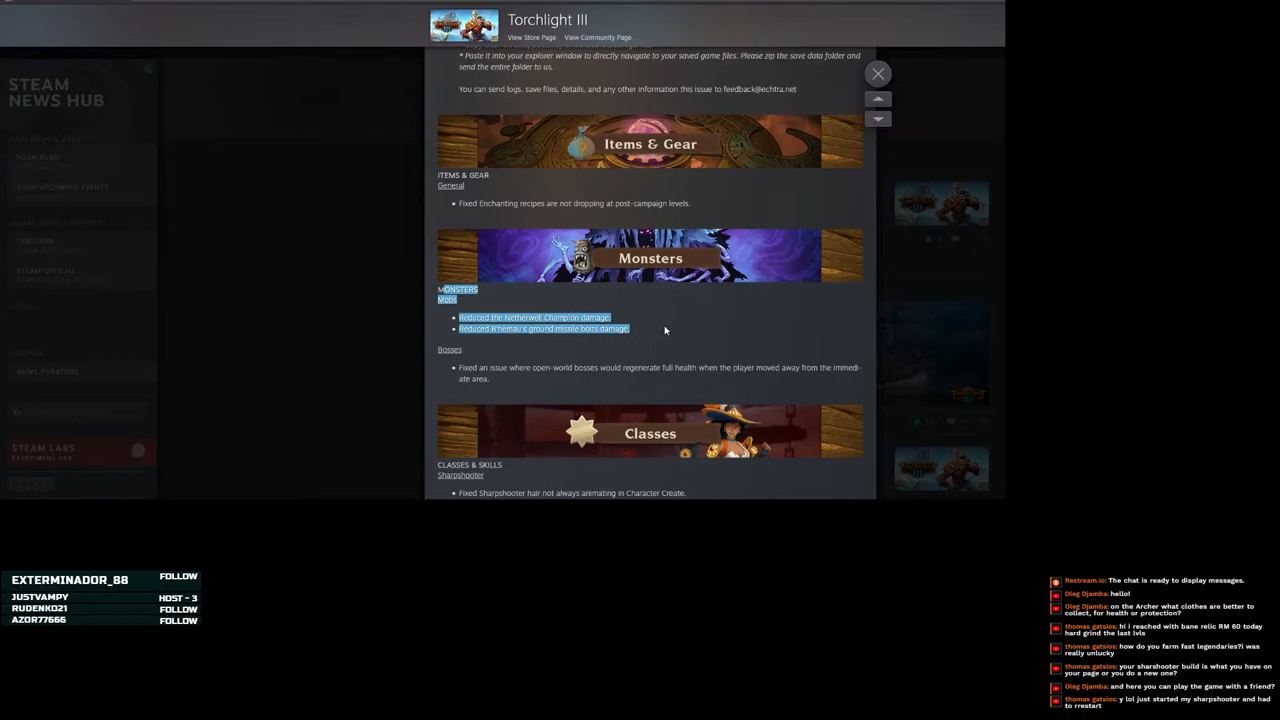 Torchlight III
View Store Page View Community Page
* Paste it into your explorer window to directly navigate to your saved game files. Please zip the save data folder and
send the entire folder to us.
You can send logs, save files, details, and any other information this issue to feedback@echtra.net
Items & Gear
ITEMS & GEAR
General
• Fixed Enchanting recipes are not dropping at post-campaign levels.
Monsters
MONSTERS
Mobs
• Reduced the Netherwell Champion damage.
• Reduced B'hemau's ground missile bolts damage.
Bosses
• Fixed an issue where open-world bosses would regenerate full health when the player moved away from the immedi-
ate area.
Classes
CLASSES & SKILLS
Sharpshooter
• Fixed Sharpshooter hair not always animating in Character Create.
STEAM
NEWS HUB
YOUR NEWS
YOUR UPCOMING EVENTS
FEATURED
STEAM OFFICIAL
NEWS CURATORS
STEAM LABS
EXTERMINADOR_88 FOLLOW
JUSTVAMPY HOST - 3
RUDENKO21 FOLLOW
AZOR77666 FOLLOW
Restream.io: The chat is ready to display messages.
Oleg Djamba: hello!
Oleg Djamba: on the Archer what clothes are better to
collect, for health or protection?
thomas gatsios: hi i reached with bane relic RM 60 today
hard grind the last lvls
thomas gatsios: how do you farm fast legendaries?i was
really unlucky
thomas gatsios: your sharshooter build is what you have on
your page or you do a new one?
Oleg Djamba: and here you can play the game with a friend?
thomas gatsios: y lol just started my sharpshooter and had
to rrestart